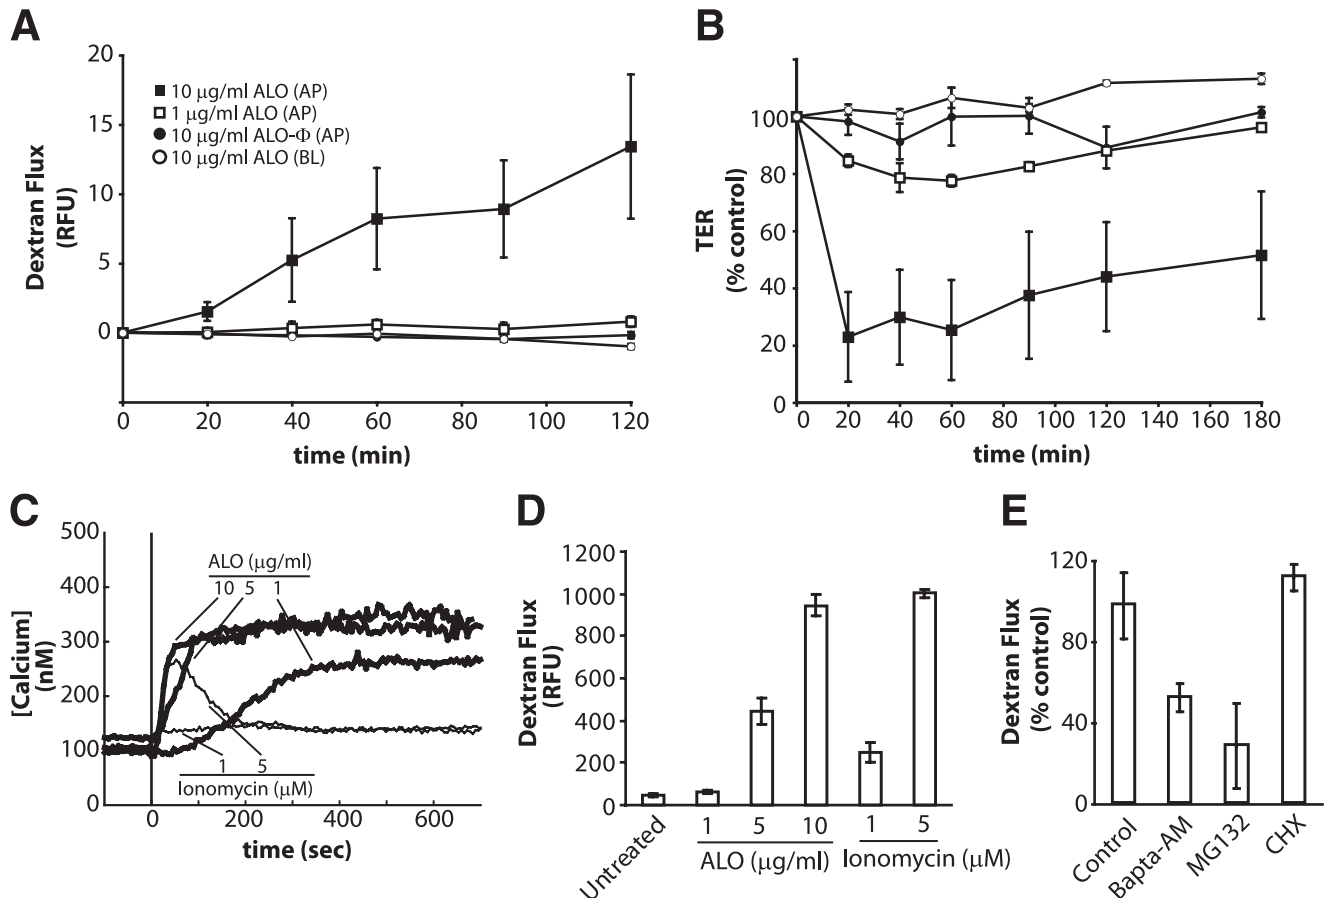 A
20
15
10
5
0
Dextran Flux
(RFU)
10 μg/ml ALO (AP)
1 μg/ml ALO (AP)
10 μg/ml ALO-Φ (AP)
10 μg/ml ALO (BL)
0 20 40 60 80 100 120
time (min)
B
100
80
60
40
20
0
TER
(% control)
0 20 40 60 80 100 120 140 160 180
time (min)
C
500
400
300
200
100
0
[Calcium]
(nM)
ALO (μg/ml)
10 5 1
1 5
Ionomycin (μM)
0 200 400 600
time (sec)
D
1200
1000
800
600
400
200
0
Dextran Flux
(RFU)
Untreated
1 5 10
ALO (μg/ml)
1 5
Ionomycin (μM)
E
120
80
40
0
Dextran Flux
(% control)
Control
Bapta-AM
MG132
CHX